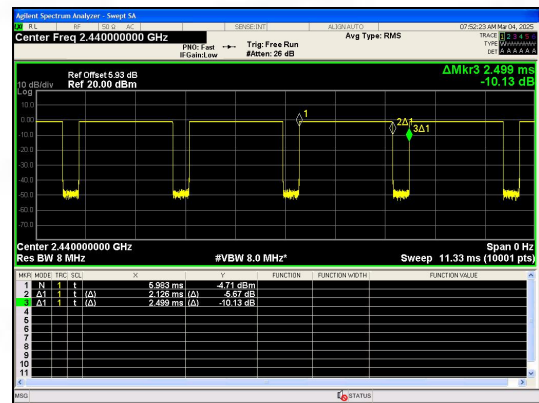 Agilent Spectrum Analyzer - Swept SA
RL RF 50 Ω AC SENSE:INT ALIGN AUTO 07:52:23 AM Mar 04, 2025
Center Freq 2.440000000 GHz
PNO: Fast Trig: Free Run Avg Type: RMS TRACE 1 2 3 4 5 6
IFGain:Low #Atten: 26 dB TYPE
DET A A A A A A
ΔMkr3 2.499 ms
-10.13 dB
Ref Offset 5.93 dB
Ref 20.00 dBm
10 dB/div
Log
10.0
0.00
1
2Δ1
3Δ1
-10.0
-20.0
-30.0
-40.0
-50.0
-60.0
-70.0
Center 2.440000000 GHz Span 0 Hz
Res BW 8 MHz #VBW 8.0 MHz* Sweep 11.33 ms (10001 pts)
MKR MODE TRC SCL X Y FUNCTION FUNCTION WIDTH FUNCTION VALUE
1 N 1 t 5.983 ms -4.71 dBm
2 Δ1 1 t (Δ) 2.126 ms (Δ) -5.67 dB
3 Δ1 1 t (Δ) 2.499 ms (Δ) -10.13 dB
4
5
6
7
8
9
10
11
MSG STATUS